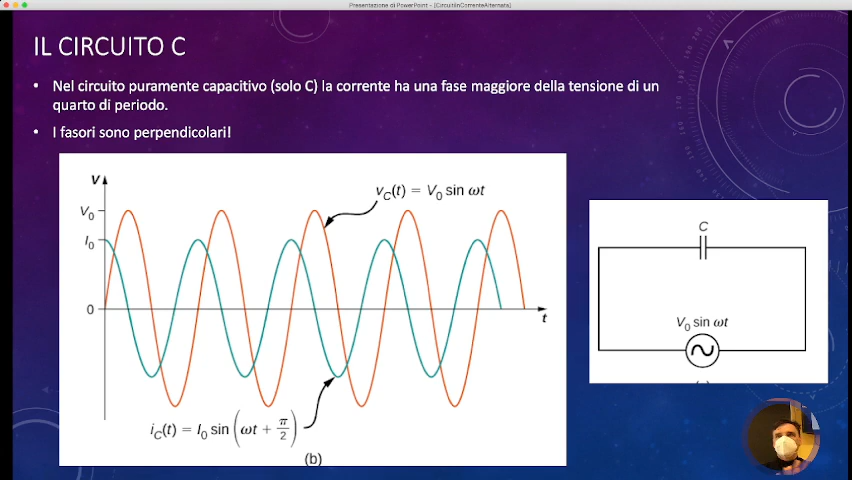 Presentazione di PowerPoint - [CircuitiInCorrenteAlternata]
IL CIRCUITO C
• Nel circuito puramente capacitivo (solo C) la corrente ha una fase maggiore della tensione di un
quarto di periodo.
• I fasori sono perpendicolari!
V
V₀
I₀
0
t
v_C(t) = V₀ sin ωt
i_C(t) = I₀ sin (ωt + π/2)
(b)
C
V₀ sin ωt